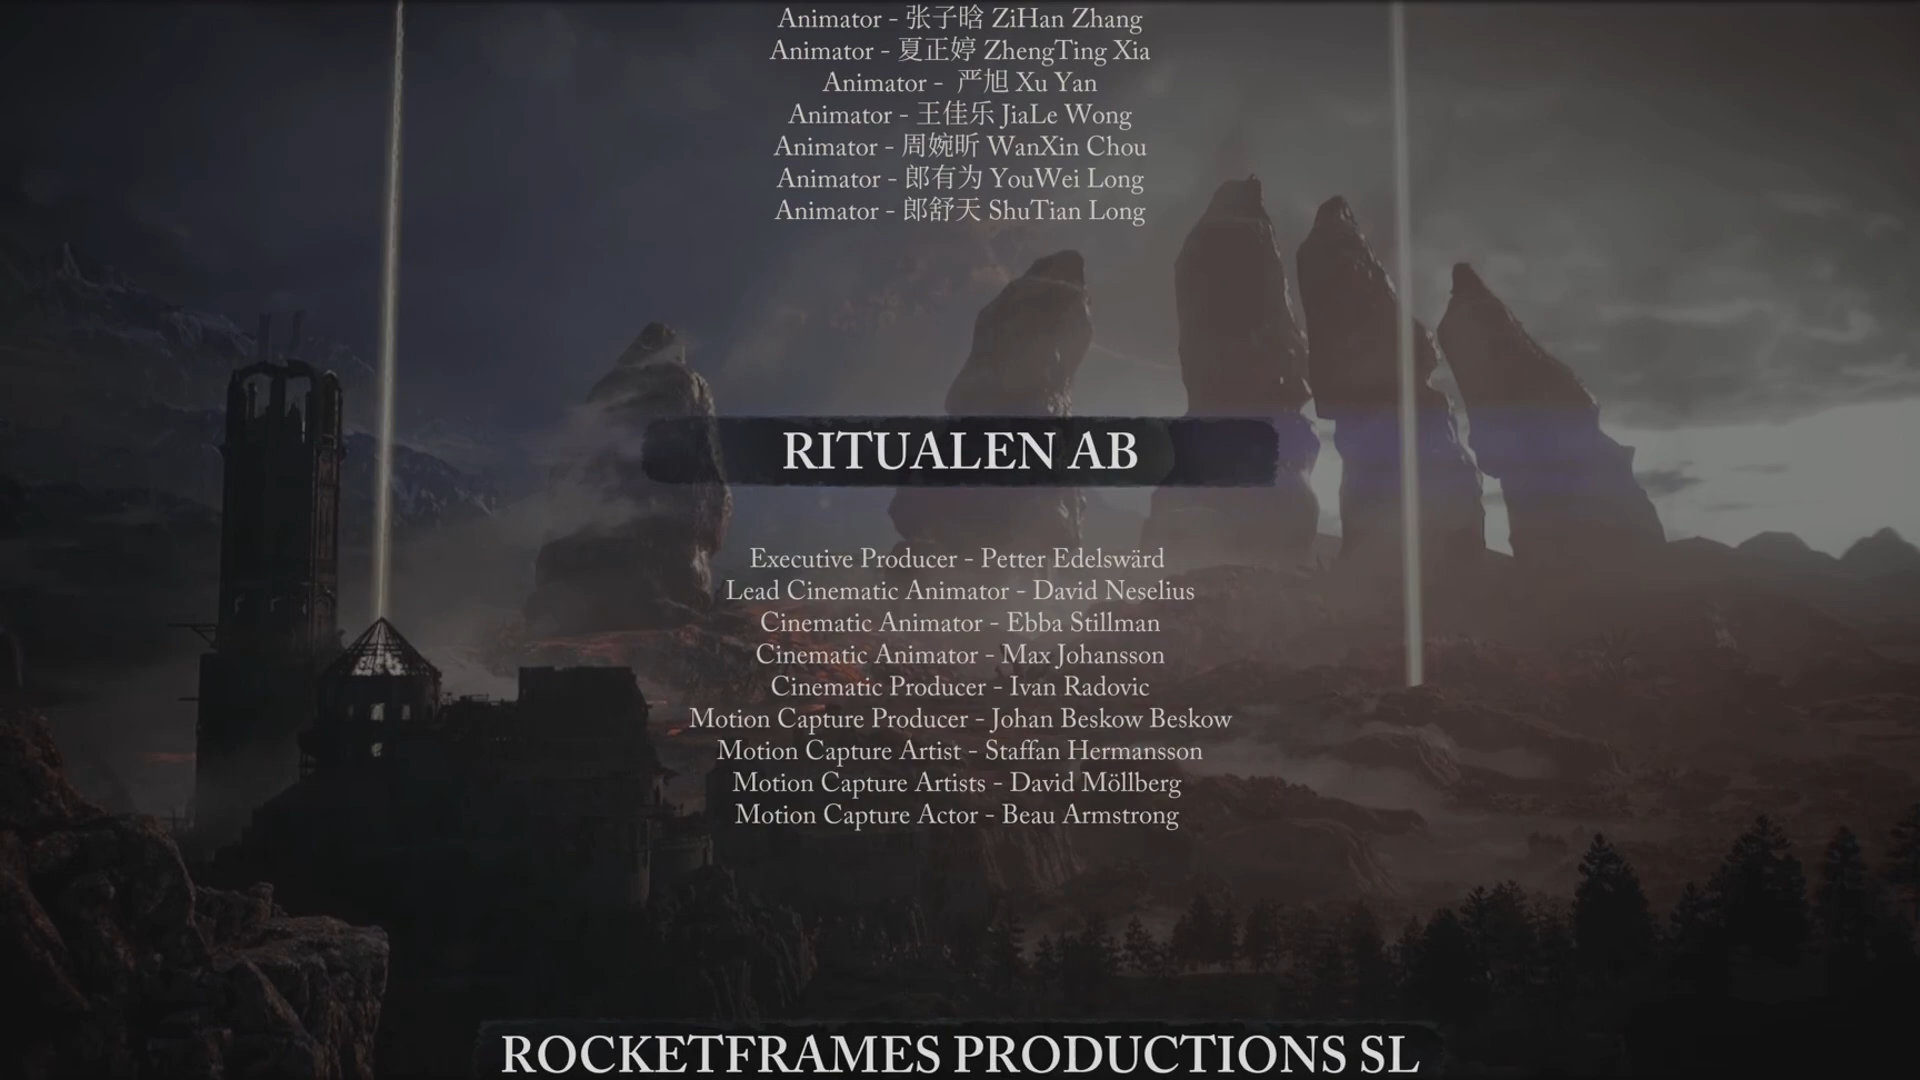 Animator - 张子晗 ZiHan Zhang
Animator - 夏正婷 ZhengTing Xia
Animator - 严旭 Xu Yan
Animator - 王佳乐 JiaLe Wong
Animator - 周婉昕 WanXin Chou
Animator - 郎有为 YouWei Long
Animator - 郎舒天 ShuTian Long
RITUALEN AB
Executive Producer - Petter Edelswärd
Lead Cinematic Animator - David Neselius
Cinematic Animator - Ebba Stillman
Cinematic Animator - Max Johansson
Cinematic Producer - Ivan Radovic
Motion Capture Producer - Johan Beskow Beskow
Motion Capture Artist - Staffan Hermansson
Motion Capture Artists - David Möllberg
Motion Capture Actor - Beau Armstrong
ROCKETFRAMES PRODUCTIONS SL